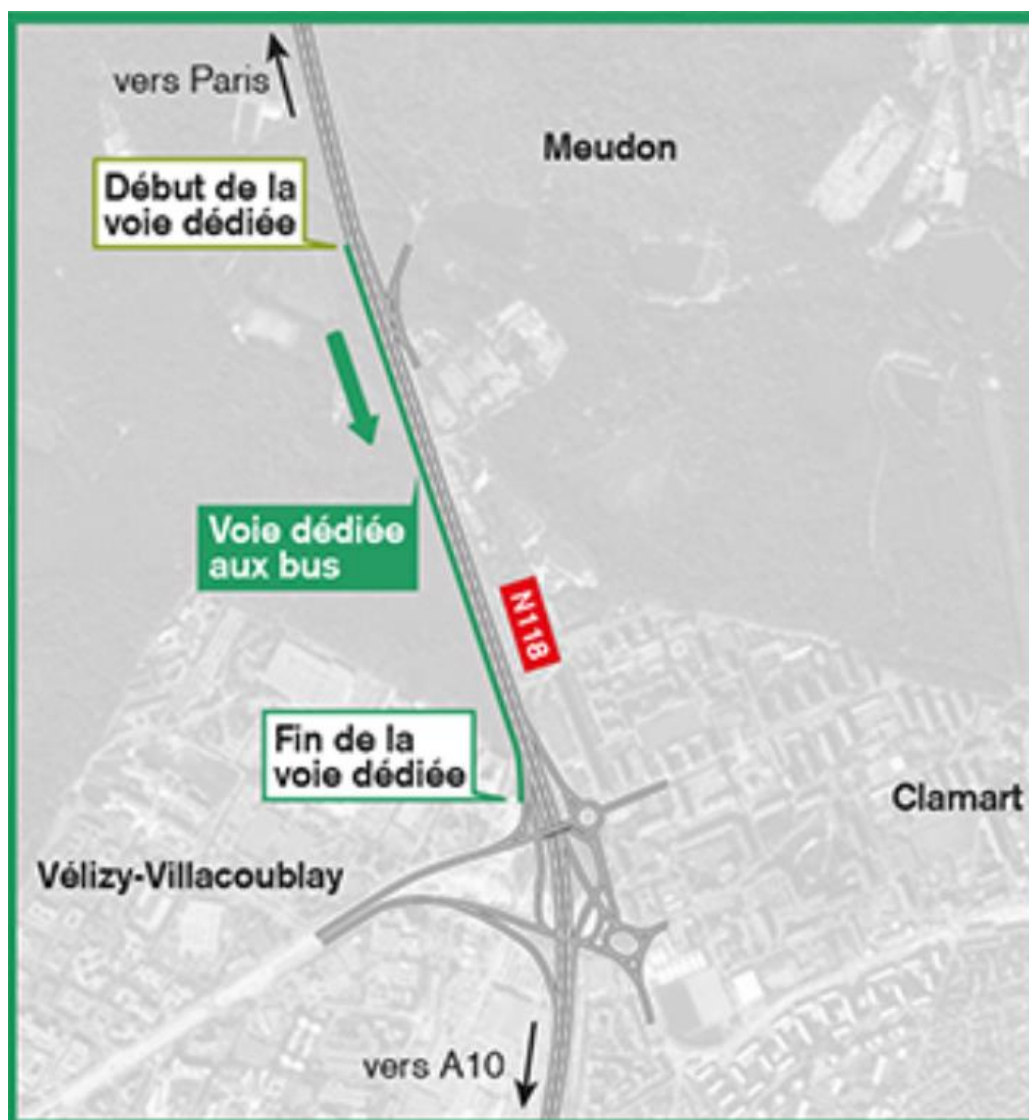 vers Paris
Meudon
Début de la
voie dédiée
Voie dédiée
aux bus
N118
Fin de la
voie dédiée
Clamart
Vélizy-Villacoublay
vers A10